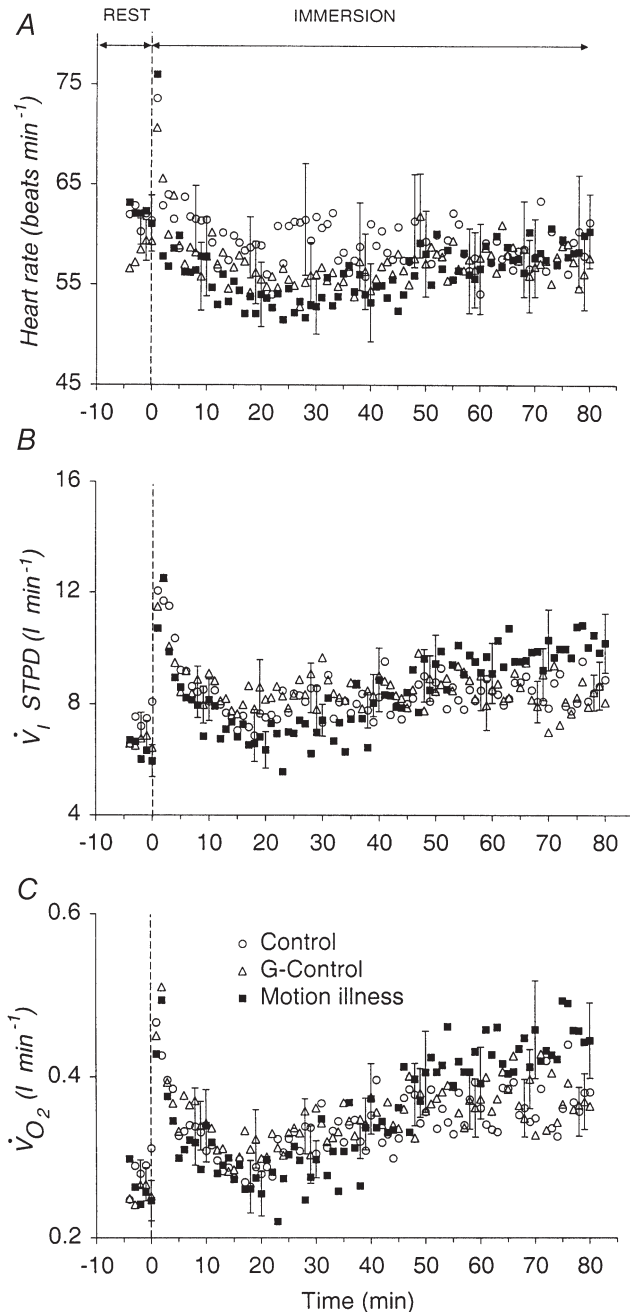 A
REST
IMMERSION
Heart rate (beats min⁻¹)
75
65
55
45
-10 0 10 20 30 40 50 60 70 80
B
V̇I STPD (l min⁻¹)
16
12
8
4
-10 0 10 20 30 40 50 60 70 80
C
V̇O2 (l min⁻¹)
0.6
0.4
0.2
Control
G-Control
Motion illness
-10 0 10 20 30 40 50 60 70 80
Time (min)